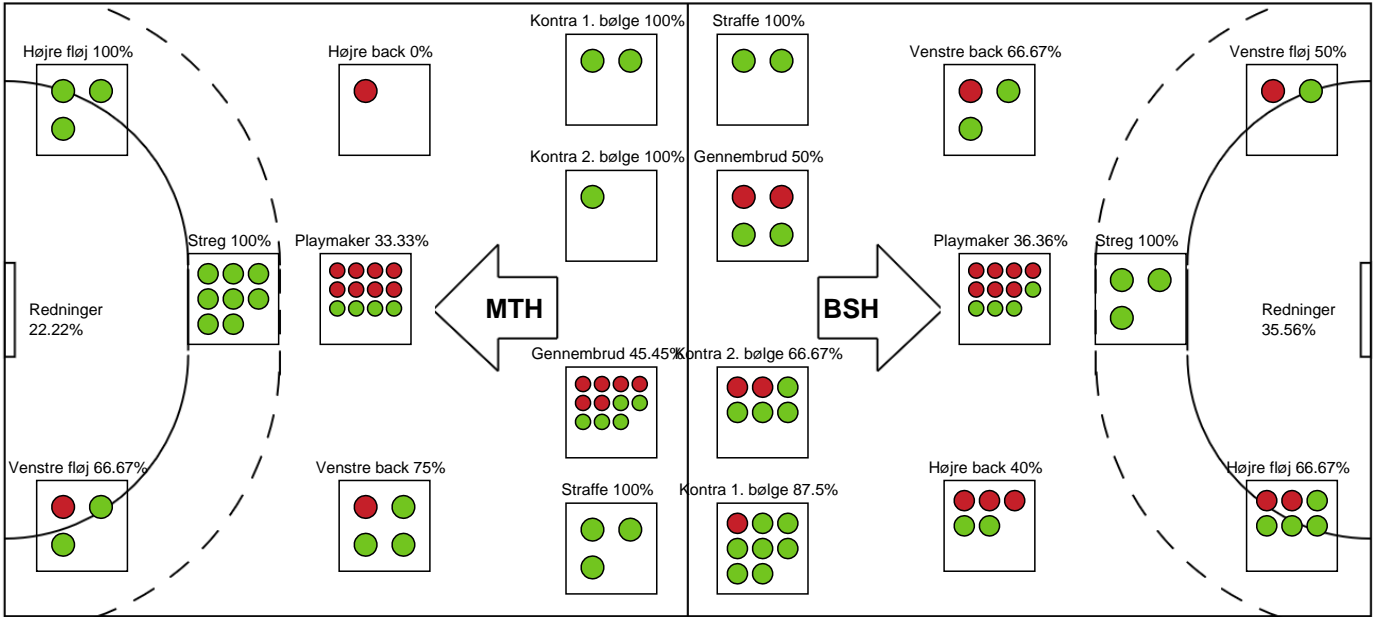 Kontra 1. bølge 100%
Straffe 100%
Højre fløj 100%
Højre back 0%
Venstre back 66.67%
Venstre fløj 50%
Kontra 2. bølge 100%
Gennembrud 50%
Streg 100%
Playmaker 33.33%
Playmaker 36.36%
Streg 100%
Redninger
22.22%
MTH
BSH
Redninger
35.56%
Gennembrud 45.45%
Kontra 2. bølge 66.67%
Venstre fløj 66.67%
Venstre back 75%
Straffe 100%
Kontra 1. bølge 87.5%
Højre back 40%
Højre fløj 66.67%